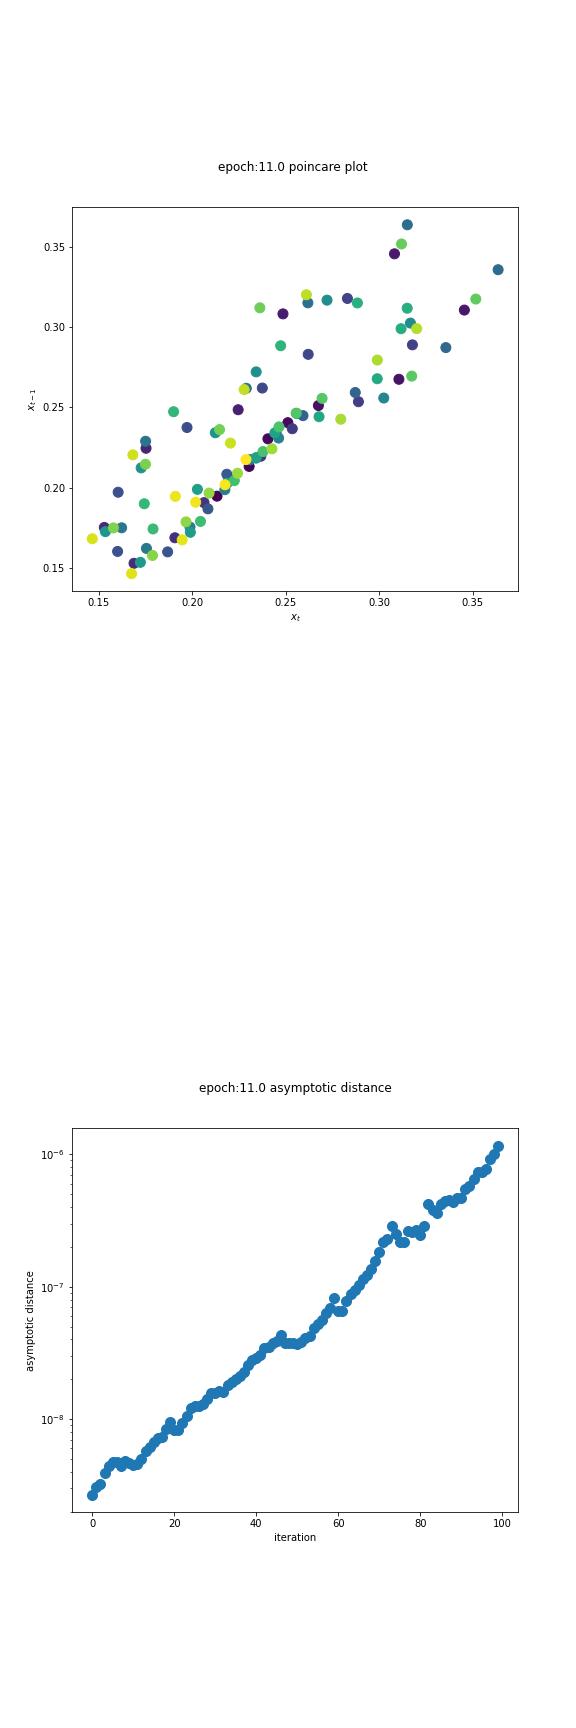 epoch:11.0 poincare plot
0.35
0.30
0.25
0.20
0.15
x_{t-1}
0.15 0.20 0.25 0.30 0.35
x_t
epoch:11.0 asymptotic distance
10^{-6}
10^{-7}
10^{-8}
asymptotic distance
0 20 40 60 80 100
iteration